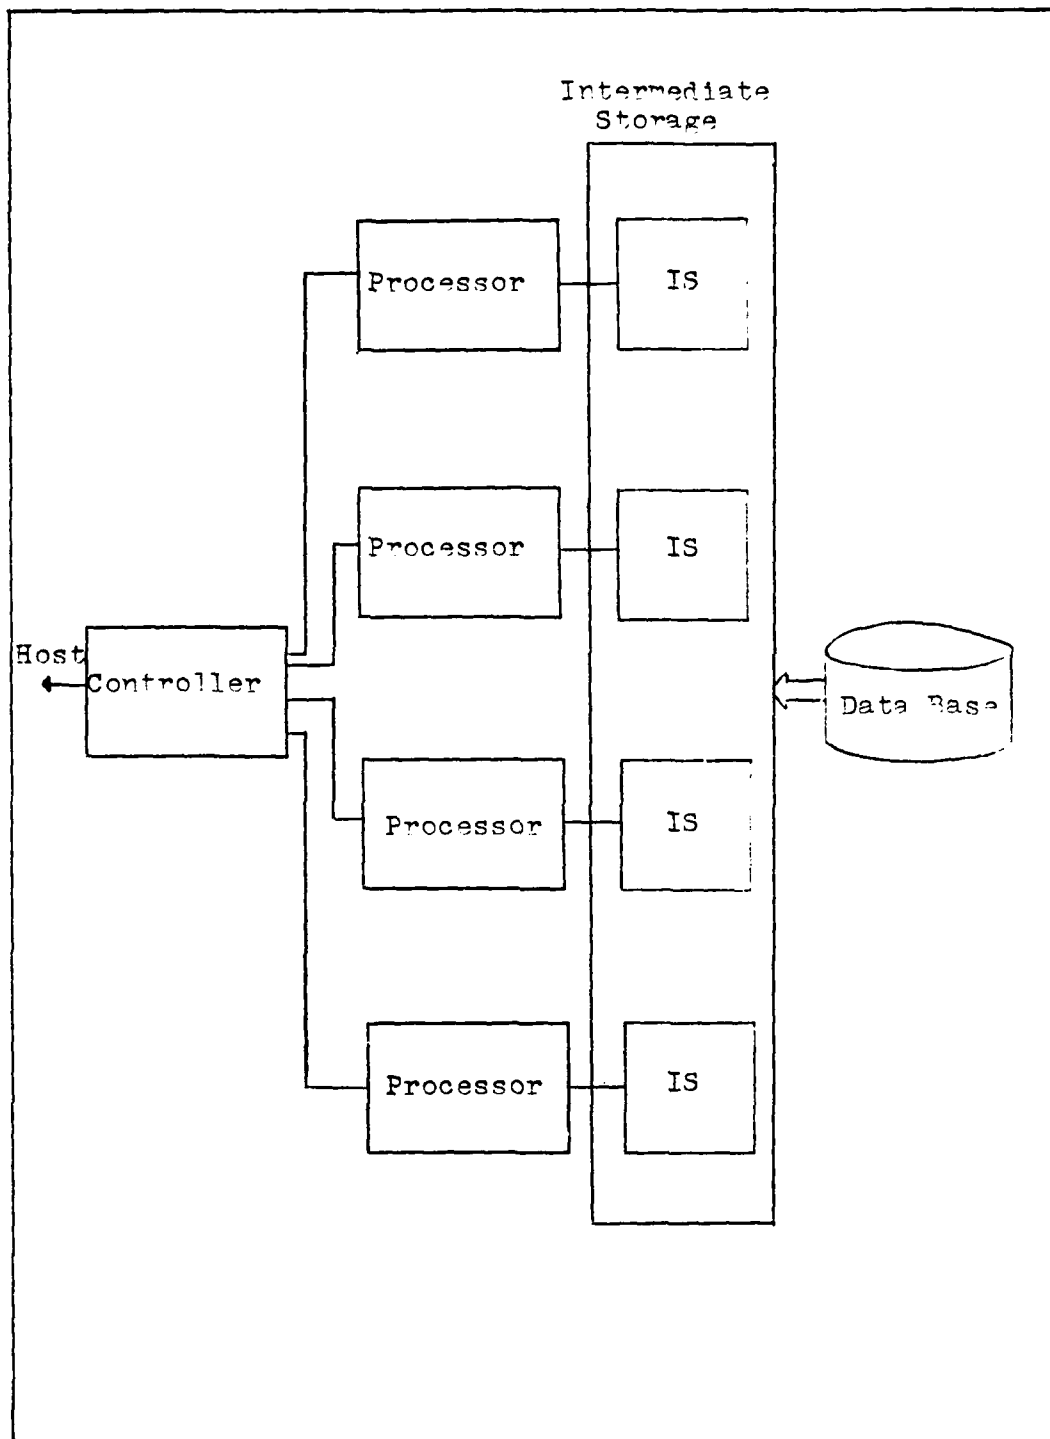 Intermediate
Storage
Processor
IS
Processor
IS
Host
Controller
Data Base
Processor
IS
Processor
IS